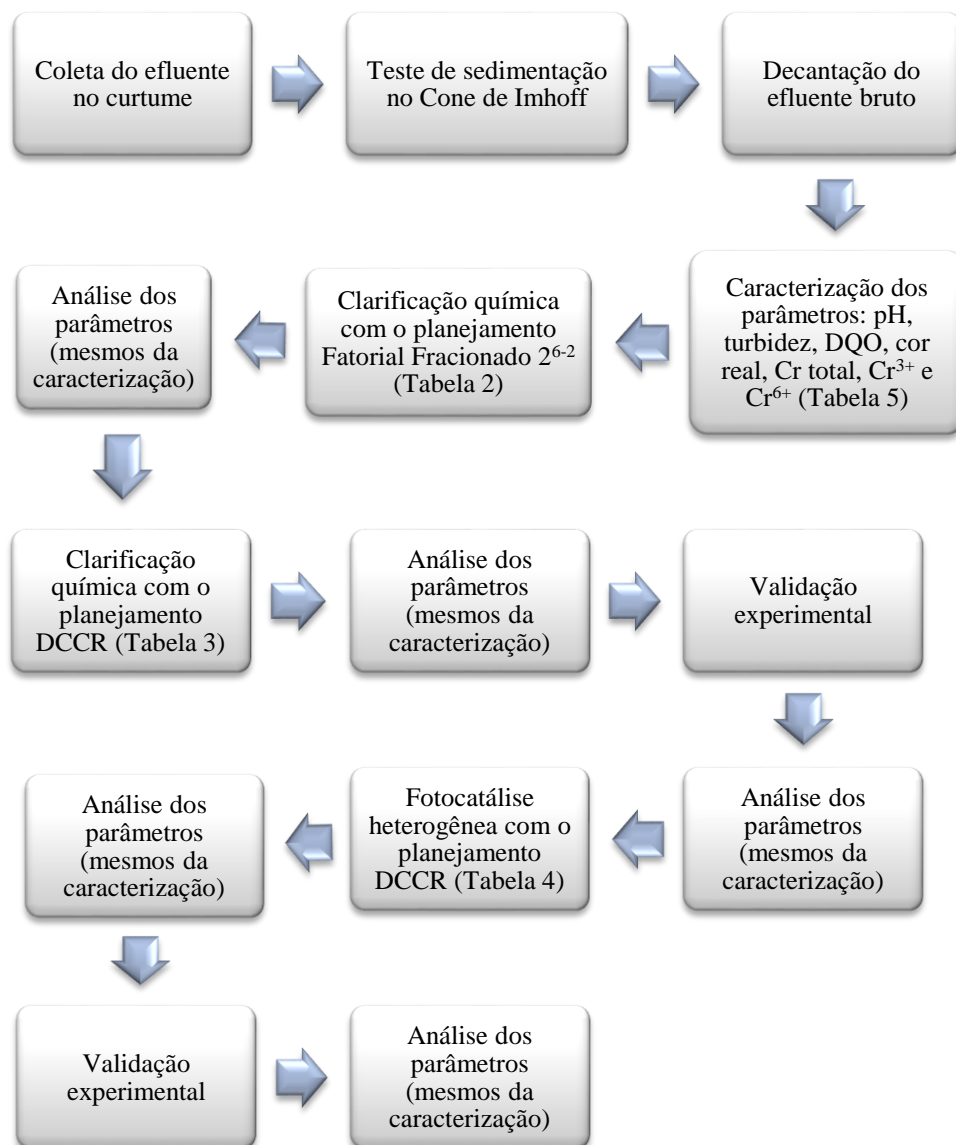 Coleta do efluente
no curtume
Teste de sedimentação
no Cone de Imhoff
Decantação do
efluente bruto
Caracterização dos
parâmetros: pH,
turbidez, DQO, cor
real, Cr total, Cr³⁺ e
Cr⁶⁺ (Tabela 5)
Clarificação química
com o planejamento
Fatorial Fracionado 2⁶⁻²
(Tabela 2)
Análise dos
parâmetros
(mesmos da
caracterização)
Clarificação
química com o
planejamento
DCCR (Tabela 3)
Análise dos
parâmetros
(mesmos da
caracterização)
Validação
experimental
Análise dos
parâmetros
(mesmos da
caracterização)
Fotocatálise
heterogênea com o
planejamento
DCCR (Tabela 4)
Análise dos
parâmetros
(mesmos da
caracterização)
Validação
experimental
Análise dos
parâmetros
(mesmos da
caracterização)